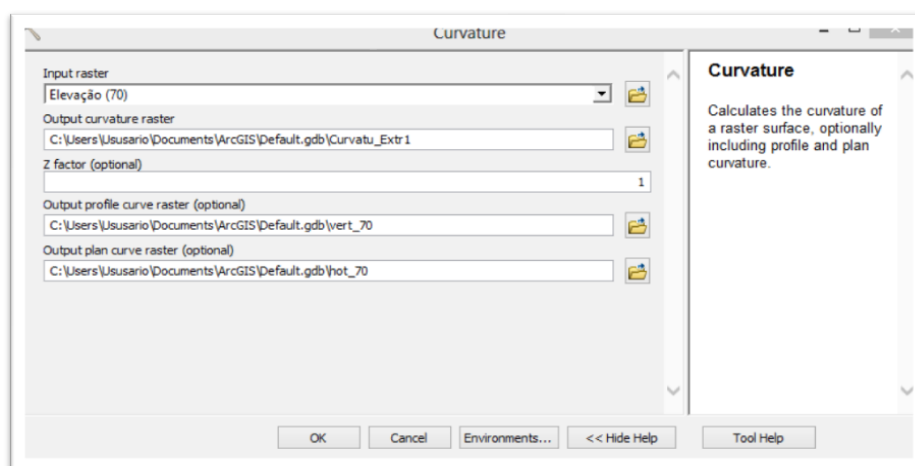 Curvature
Input raster
Elevação (70)
Output curvature raster
C:\Users\Ususario\Documents\ArcGIS\Default.gdb\Curvatu_Extr1
Z factor (optional)
1
Output profile curve raster (optional)
C:\Users\Ususario\Documents\ArcGIS\Default.gdb\vert_70
Output plan curve raster (optional)
C:\Users\Ususario\Documents\ArcGIS\Default.gdb\hot_70
Curvature
Calculates the curvature of
a raster surface, optionally
including profile and plan
curvature.
OK
Cancel
Environments...
<< Hide Help
Tool Help